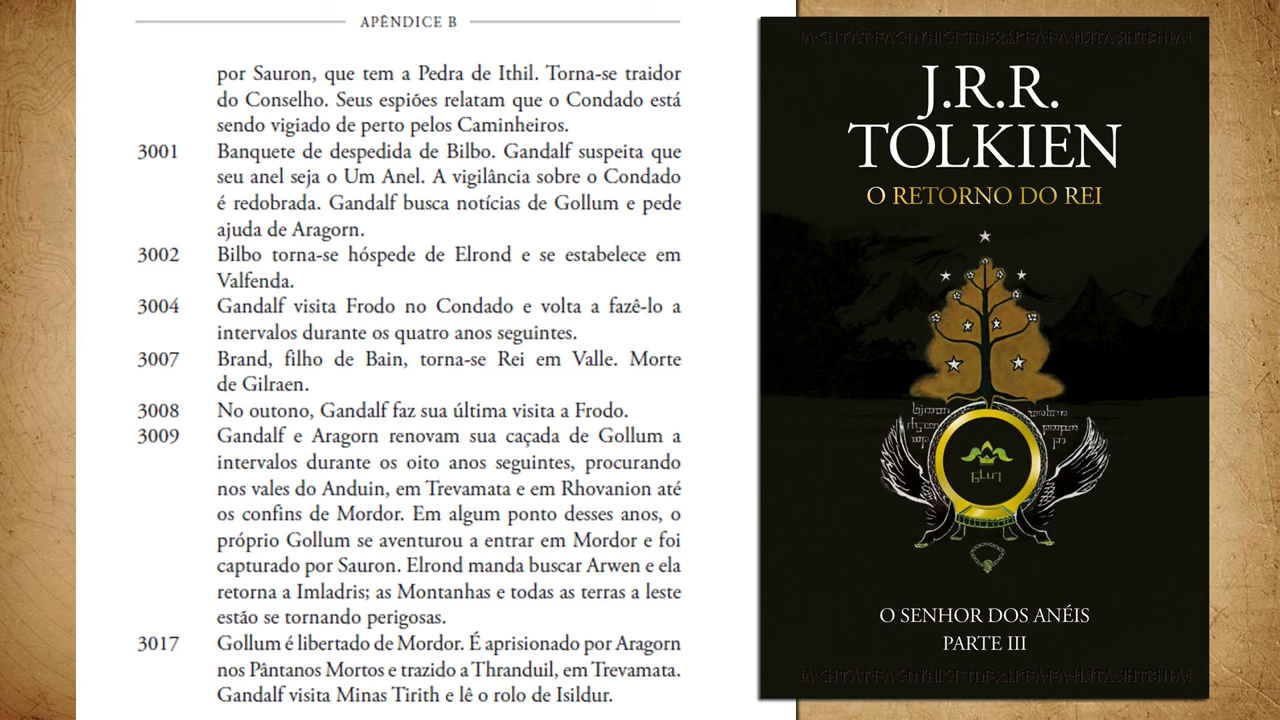 APÊNDICE B
por Sauron, que tem a Pedra de Ithil. Torna-se traidor
do Conselho. Seus espiões relatam que o Condado está
sendo vigiado de perto pelos Caminheiros.
3001 Banquete de despedida de Bilbo. Gandalf suspeita que
seu anel seja o Um Anel. A vigilância sobre o Condado
é redobrada. Gandalf busca notícias de Gollum e pede
ajuda de Aragorn.
3002 Bilbo torna-se hóspede de Elrond e se estabelece em
Valfenda.
3004 Gandalf visita Frodo no Condado e volta a fazê-lo a
intervalos durante os quatro anos seguintes.
3007 Brand, filho de Bain, torna-se Rei em Valle. Morte
de Gilraen.
3008 No outono, Gandalf faz sua última visita a Frodo.
3009 Gandalf e Aragorn renovam sua caçada de Gollum a
intervalos durante os oito anos seguintes, procurando
nos vales do Anduin, em Trevamata e em Rhovanion até
os confins de Mordor. Em algum ponto desses anos, o
próprio Gollum se aventurou a entrar em Mordor e foi
capturado por Sauron. Elrond manda buscar Arwen e ela
retorna a Imladris; as Montanhas e todas as terras a leste
estão se tornando perigosas.
3017 Gollum é libertado de Mordor. É aprisionado por Aragorn
nos Pântanos Mortos e trazido a Thranduil, em Trevamata.
Gandalf visita Minas Tirith e lê o rolo de Isildur.
J.R.R.
TOLKIEN
O RETORNO DO REI
O SENHOR DOS ANÉIS
PARTE III